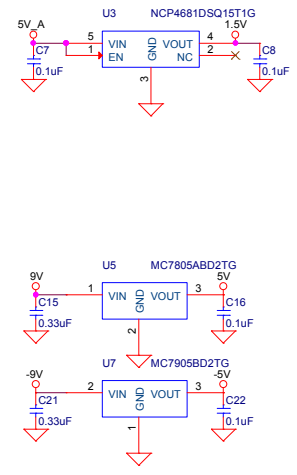 U3 NCP4681DSQ15T1G
5V_A 1.5V
5 VIN GND VOUT 4
1 EN NC 2
C7 C8
0.1uF 3 0.1uF
U5 MC7805ABD2TG
9V 5V
1 VIN GND VOUT 3
C15 C16
0.33uF 2 0.1uF
U7 MC7905BD2TG
-9V -5V
2 VIN GND VOUT 3
C21 C22
0.33uF 1 0.1uF